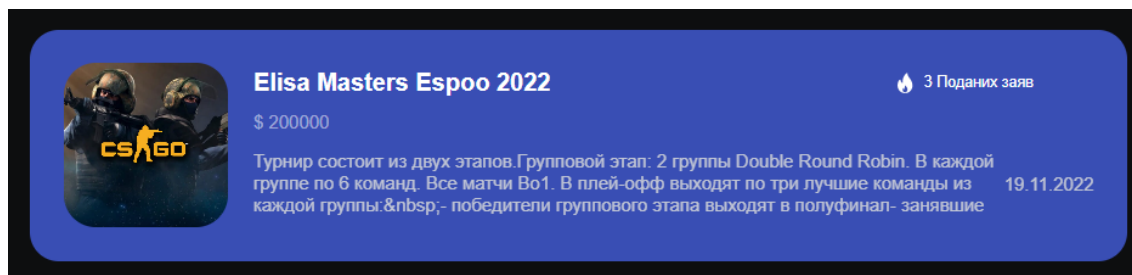 Elisa Masters Espoo 2022
3 Поданих заяв
$ 200000
CS GO
Турнир состоит из двух этапов.Групповой этап: 2 группы Double Round Robin. В каждой
группе по 6 команд. Все матчи Bo1. В плей-офф выходят по три лучшие команды из
каждой группы:&nbsp;- победители группового этапа выходят в полуфинал- занявшие
19.11.2022